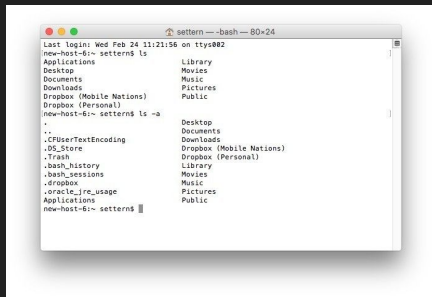 settern — -bash — 80×24
Last login: Wed Feb 24 11:21:56 on ttys002
[new-host-6:~ settern$ ls ]
Applications Library
Desktop Movies
Documents Music
Downloads Pictures
Dropbox (Mobile Nations) Public
Dropbox (Personal)
[new-host-6:~ settern$ ls -a ]
. Desktop
.. Documents
.CFUserTextEncoding Downloads
.DS_Store Dropbox (Mobile Nations)
.Trash Dropbox (Personal)
.bash_history Library
.bash_sessions Movies
.dropbox Music
.oracle_jre_usage Pictures
Applications Public
new-host-6:~ settern$